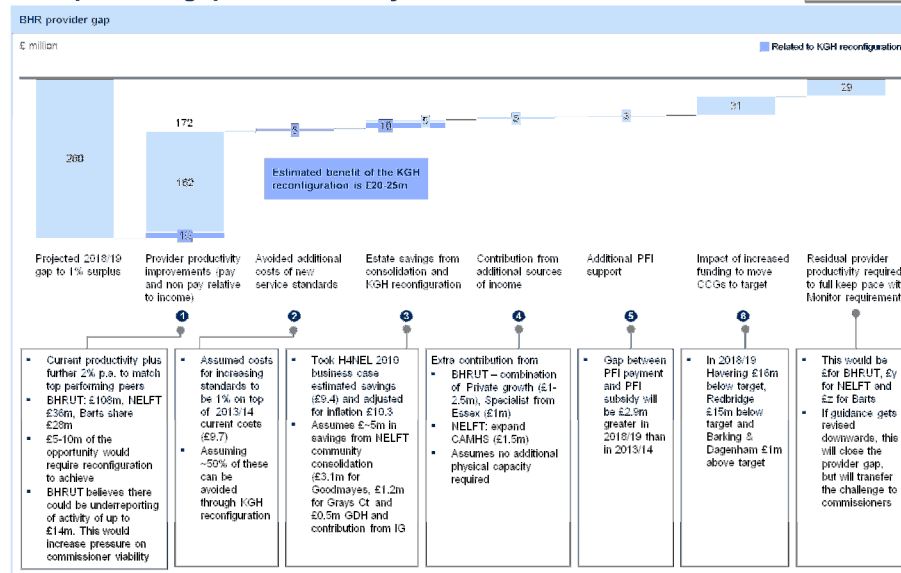 BHR provider gap
£ million
Related to KGH reconfiguration
29
31
172
10
5
5
3
260
Estimated benefit of the KGH
reconfiguration is £20-25m
162
Projected 2018/19
gap to 1% surplus
Provider productivity
improvements (pay
and non pay relative
to income)
Avoided additional
costs of new
service standards
Estate savings from
consolidation and
KGH reconfiguration
Contribution from
additional sources
of income
Additional PFI
support
Impact of increased
funding to move
CCGs to target
Residual provider
productivity required
to full keep pace wit
Monitor requirement
1
2
3
4
5
6
Current productivity plus
further 2% p.a. to match
top performing peers
BHRUT: £108m, NELFT
£36m, Barts share
£28m
£5-10m of the
opportunity would
require reconfiguration
to achieve
BHRUT believes there
could be underreporting
of activity of up to
£14m. This would
increase pressure on
commissioner viability
Assumed costs
for increasing
standards to
be 1% on top
of 2013/14
current costs
(£9.7)
Assuming
~50% of these
can be
avoided
through KGH
reconfiguration
Took H4NEL 2010
business case
estimated savings
(£9.4) and adjusted
for inflation £10.3
Assumes £~5m in
savings from NELFT
community
consolidation
(£3.1m for
Goodmayes, £1.2m
for Grays Ct and
£0.5m GDH and
contribution from IG
Extra contribution from
BHRUT – combination
of Private growth (£1-
2.5m), Specialist from
Essex (£1m)
NELFT: expand
CAMHS (£1.5m)
Assumes no additional
physical capacity
required
Gap between
PFI payment
and PFI
subsidy will
be £2.9m
greater in
2018/19 than
in 2013/14
In 2018/19
Havering £16m
below target,
Redbridge
£15m below
target and
Barking &
Dagenham £1m
above target
This would be
£for BHRUT, £y
for NELFT and
£z for Barts
If guidance gets
revised
downwards, this
will close the
provider gap,
but will transfer
the challenge to
commissioners